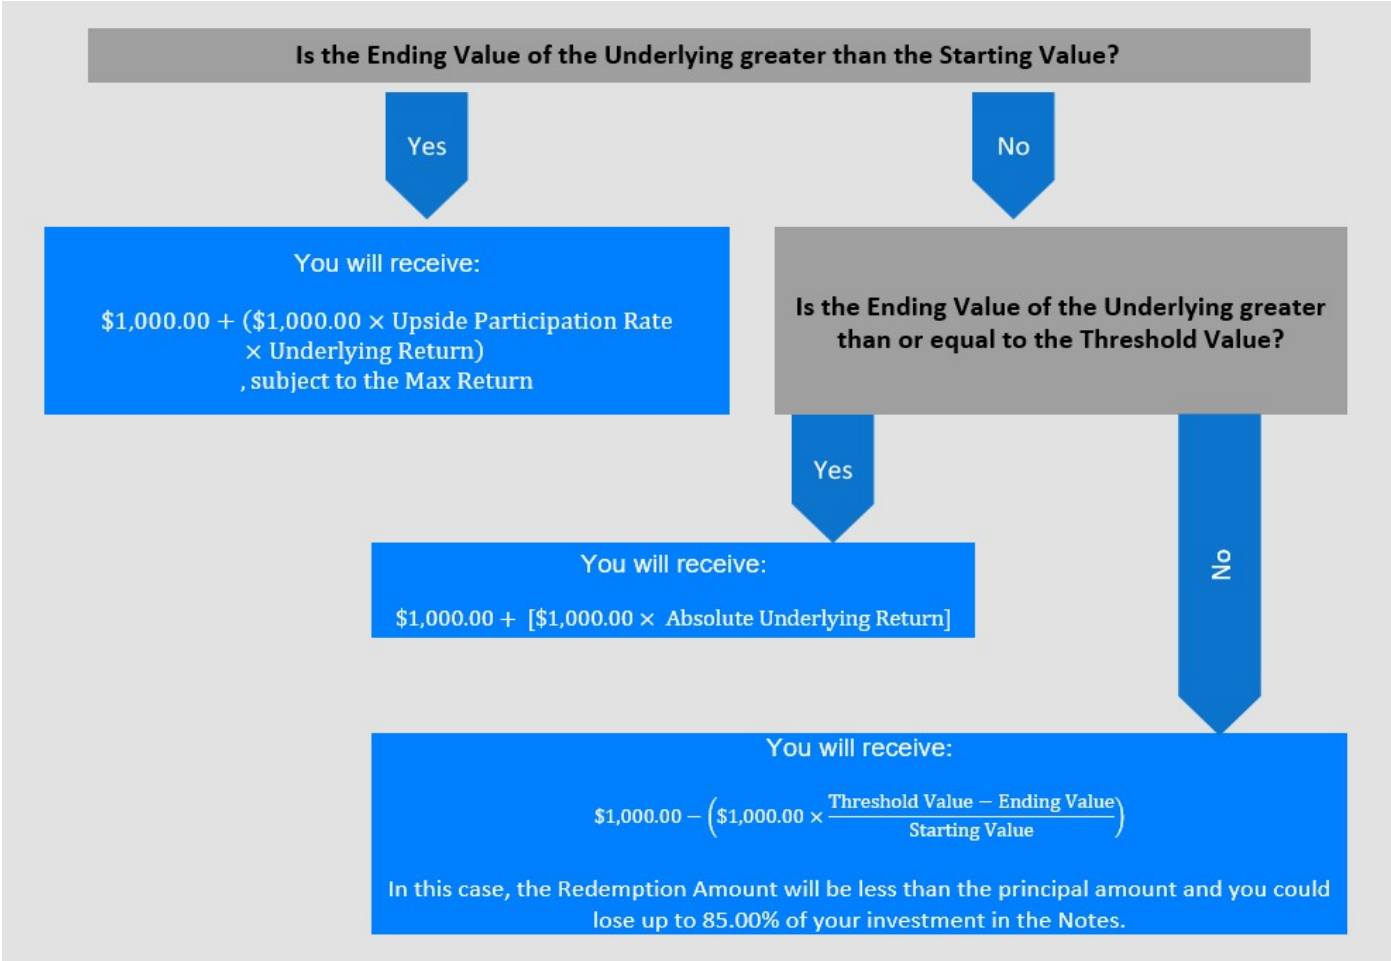 Is the Ending Value of the Underlying greater than the Starting Value?
Yes
No
You will receive:
$1,000.00 + ($1,000.00 × Upside Participation Rate
× Underlying Return)
, subject to the Max Return
Is the Ending Value of the Underlying greater
than or equal to the Threshold Value?
Yes
No
You will receive:
$1,000.00 + [$1,000.00 × Absolute Underlying Return]
You will receive:
$1,000.00 − ($1,000.00 × Threshold Value − Ending Value / Starting Value)
In this case, the Redemption Amount will be less than the principal amount and you could
lose up to 85.00% of your investment in the Notes.